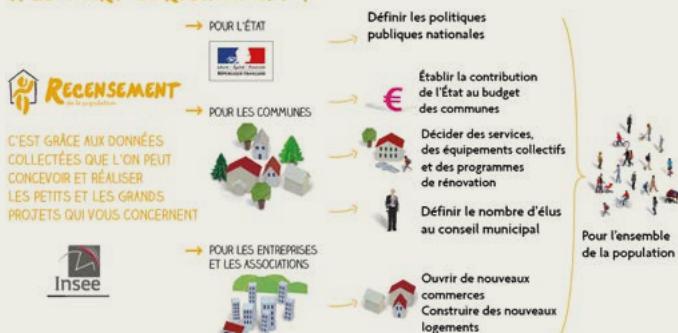 → POUR L'ÉTAT
Liberté • Égalité • Fraternité
RÉPUBLIQUE FRANÇAISE
Définir les politiques
publiques nationales
RECENSEMENT
de la population
C'EST GRÂCE AUX DONNÉES
COLLECTÉES QUE L'ON PEUT
CONCEVOIR ET RÉALISER
LES PETITS ET LES GRANDS
PROJETS QUI VOUS CONCERNENT
Insee
→ POUR LES COMMUNES
€
Établir la contribution
de l'État au budget
des communes
Décider des services,
des équipements collectifs
et des programmes
de rénovation
Définir le nombre d'élus
au conseil municipal
→ POUR LES ENTREPRISES
ET LES ASSOCIATIONS
Ouvrir de nouveaux
commerces
Construire des nouveaux
logements
Pour l'ensemble
de la population